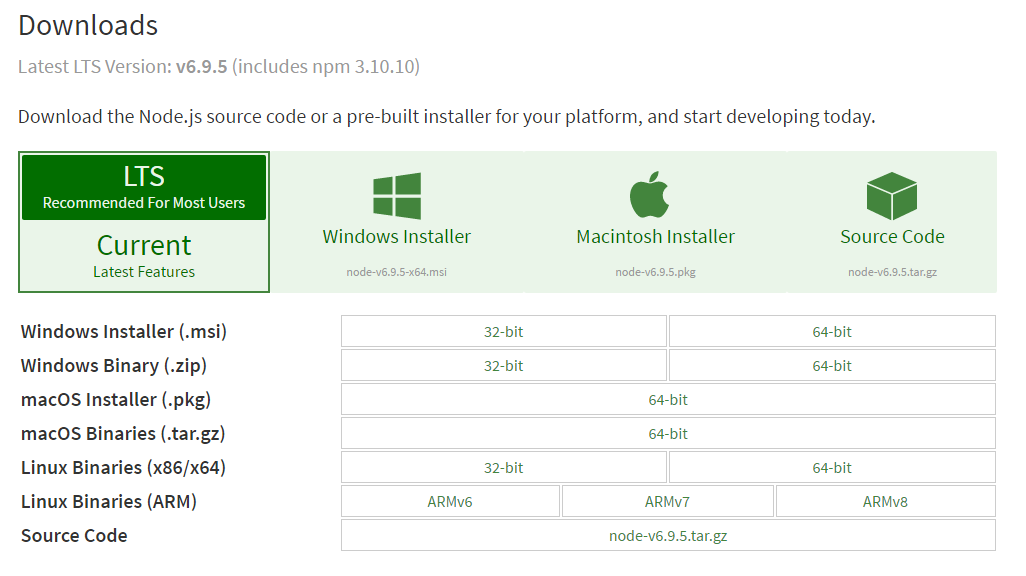 Downloads
Latest LTS Version: v6.9.5 (includes npm 3.10.10)
Download the Node.js source code or a pre-built installer for your platform, and start developing today.
LTS
Recommended For Most Users
Current
Latest Features
Windows Installer
node-v6.9.5-x64.msi
Macintosh Installer
node-v6.9.5.pkg
Source Code
node-v6.9.5.tar.gz
Windows Installer (.msi) 32-bit 64-bit
Windows Binary (.zip) 32-bit 64-bit
macOS Installer (.pkg) 64-bit
macOS Binaries (.tar.gz) 64-bit
Linux Binaries (x86/x64) 32-bit 64-bit
Linux Binaries (ARM) ARMv6 ARMv7 ARMv8
Source Code node-v6.9.5.tar.gz